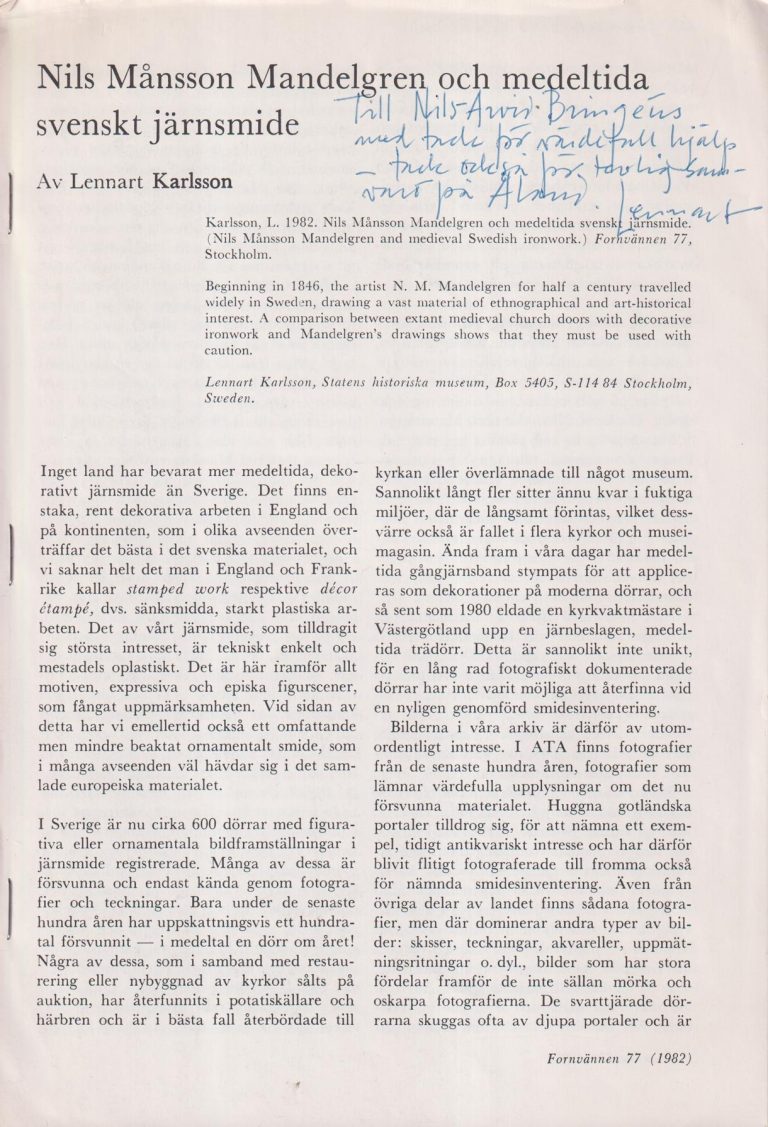 Nils Månsson Mandelgren och medeltida
svenskt järnsmide
Till Nils-Arvid Bringéus
med tack för värdefull hjälp
– tack också för trevlig sam-
varo på Åland. Lennart
Av Lennart Karlsson
Karlsson, L. 1982. Nils Månsson Mandelgren och medeltida svenskt järnsmide.
(Nils Månsson Mandelgren and medieval Swedish ironwork.) Fornvännen 77,
Stockholm.
Beginning in 1846, the artist N. M. Mandelgren for half a century travelled
widely in Sweden, drawing a vast material of ethnographical and art-historical
interest. A comparison between extant medieval church doors with decorative
ironwork and Mandelgren's drawings shows that they must be used with
caution.
Lennart Karlsson, Statens historiska museum, Box 5405, S-114 84 Stockholm,
Sweden.
Inget land har bevarat mer medeltida, deko-
rativt järnsmide än Sverige. Det finns en-
staka, rent dekorativa arbeten i England och
på kontinenten, som i olika avseenden över-
träffar det bästa i det svenska materialet, och
vi saknar helt det man i England och Frank-
rike kallar stamped work respektive décor
étampé, dvs. sänksmidda, starkt plastiska ar-
beten. Det av vårt järnsmide, som tilldragit
sig största intresset, är tekniskt enkelt och
mestadels oplastiskt. Det är här framför allt
motiven, expressiva och episka figurscener,
som fångat uppmärksamheten. Vid sidan av
detta har vi emellertid också ett omfattande
men mindre beaktat ornamentalt smide, som
i många avseenden väl hävdar sig i det sam-
lade europeiska materialet.
I Sverige är nu cirka 600 dörrar med figura-
tiva eller ornamentala bildframställningar i
järnsmide registrerade. Många av dessa är
försvunna och endast kända genom fotogra-
fier och teckningar. Bara under de senaste
hundra åren har uppskattningsvis ett hundra-
tal försvunnit — i medeltal en dörr om året!
Några av dessa, som i samband med restau-
rering eller nybyggnad av kyrkor sålts på
auktion, har återfunnits i potatiskällare och
härbren och är i bästa fall återbördade till
kyrkan eller överlämnade till något museum.
Sannolikt långt fler sitter ännu kvar i fuktiga
miljöer, där de långsamt förintas, vilket dess-
värre också är fallet i flera kyrkor och musei-
magasin. Ända fram i våra dagar har medel-
tida gångjärnsband stympats för att applice-
ras som dekorationer på moderna dörrar, och
så sent som 1980 eldade en kyrkvaktmästare i
Västergötland upp en järnbeslagen, medel-
tida trädörr. Detta är sannolikt inte unikt,
för en lång rad fotografiskt dokumenterade
dörrar har inte varit möjliga att återfinna vid
en nyligen genomförd smidesinventering.
Bilderna i våra arkiv är därför av utom-
ordentligt intresse. I ATA finns fotografier
från de senaste hundra åren, fotografier som
lämnar värdefulla upplysningar om det nu
försvunna materialet. Huggna gotländska
portaler tilldrog sig, för att nämna ett exem-
pel, tidigt antikvariskt intresse och har därför
blivit flitigt fotograferade till fromma också
för nämnda smidesinventering. Även från
övriga delar av landet finns sådana fotogra-
fier, men där dominerar andra typer av bil-
der: skisser, teckningar, akvareller, uppmät-
ningsritningar o. dyl., bilder som har stora
fördelar framför de inte sällan mörka och
oskarpa fotografierna. De svarttjärade dör-
rarna skuggas ofta av djupa portaler och är
Fornvännen 77 (1982)